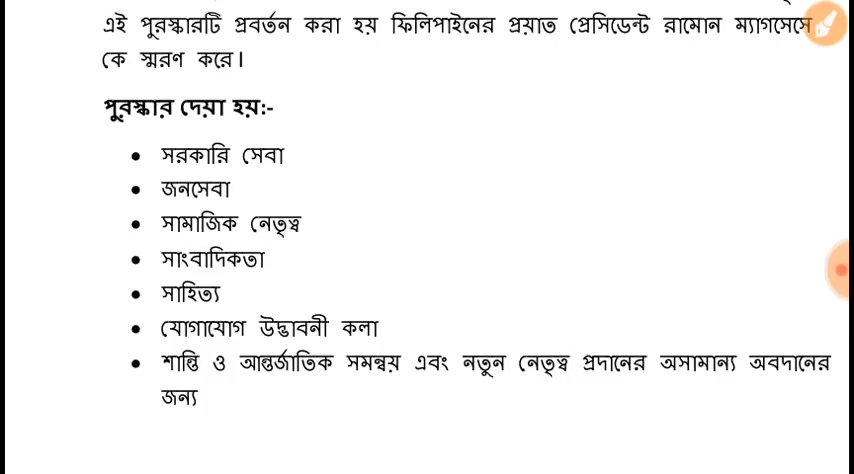 এই পুরস্কারটি প্রবর্তন করা হয় ফিলিপাইনের প্রয়াত প্রেসিডেন্ট রামোন ম্যাগসেসে
কে স্মরণ করে।
পুরস্কার দেয়া হয়:-
• সরকারি সেবা
• জনসেবা
• সামাজিক নেতৃত্ব
• সাংবাদিকতা
• সাহিত্য
• যোগাযোগ উদ্ভাবনী কলা
• শান্তি ও আন্তর্জাতিক সমন্বয় এবং নতুন নেতৃত্ব প্রদানের অসামান্য অবদানের
জন্য